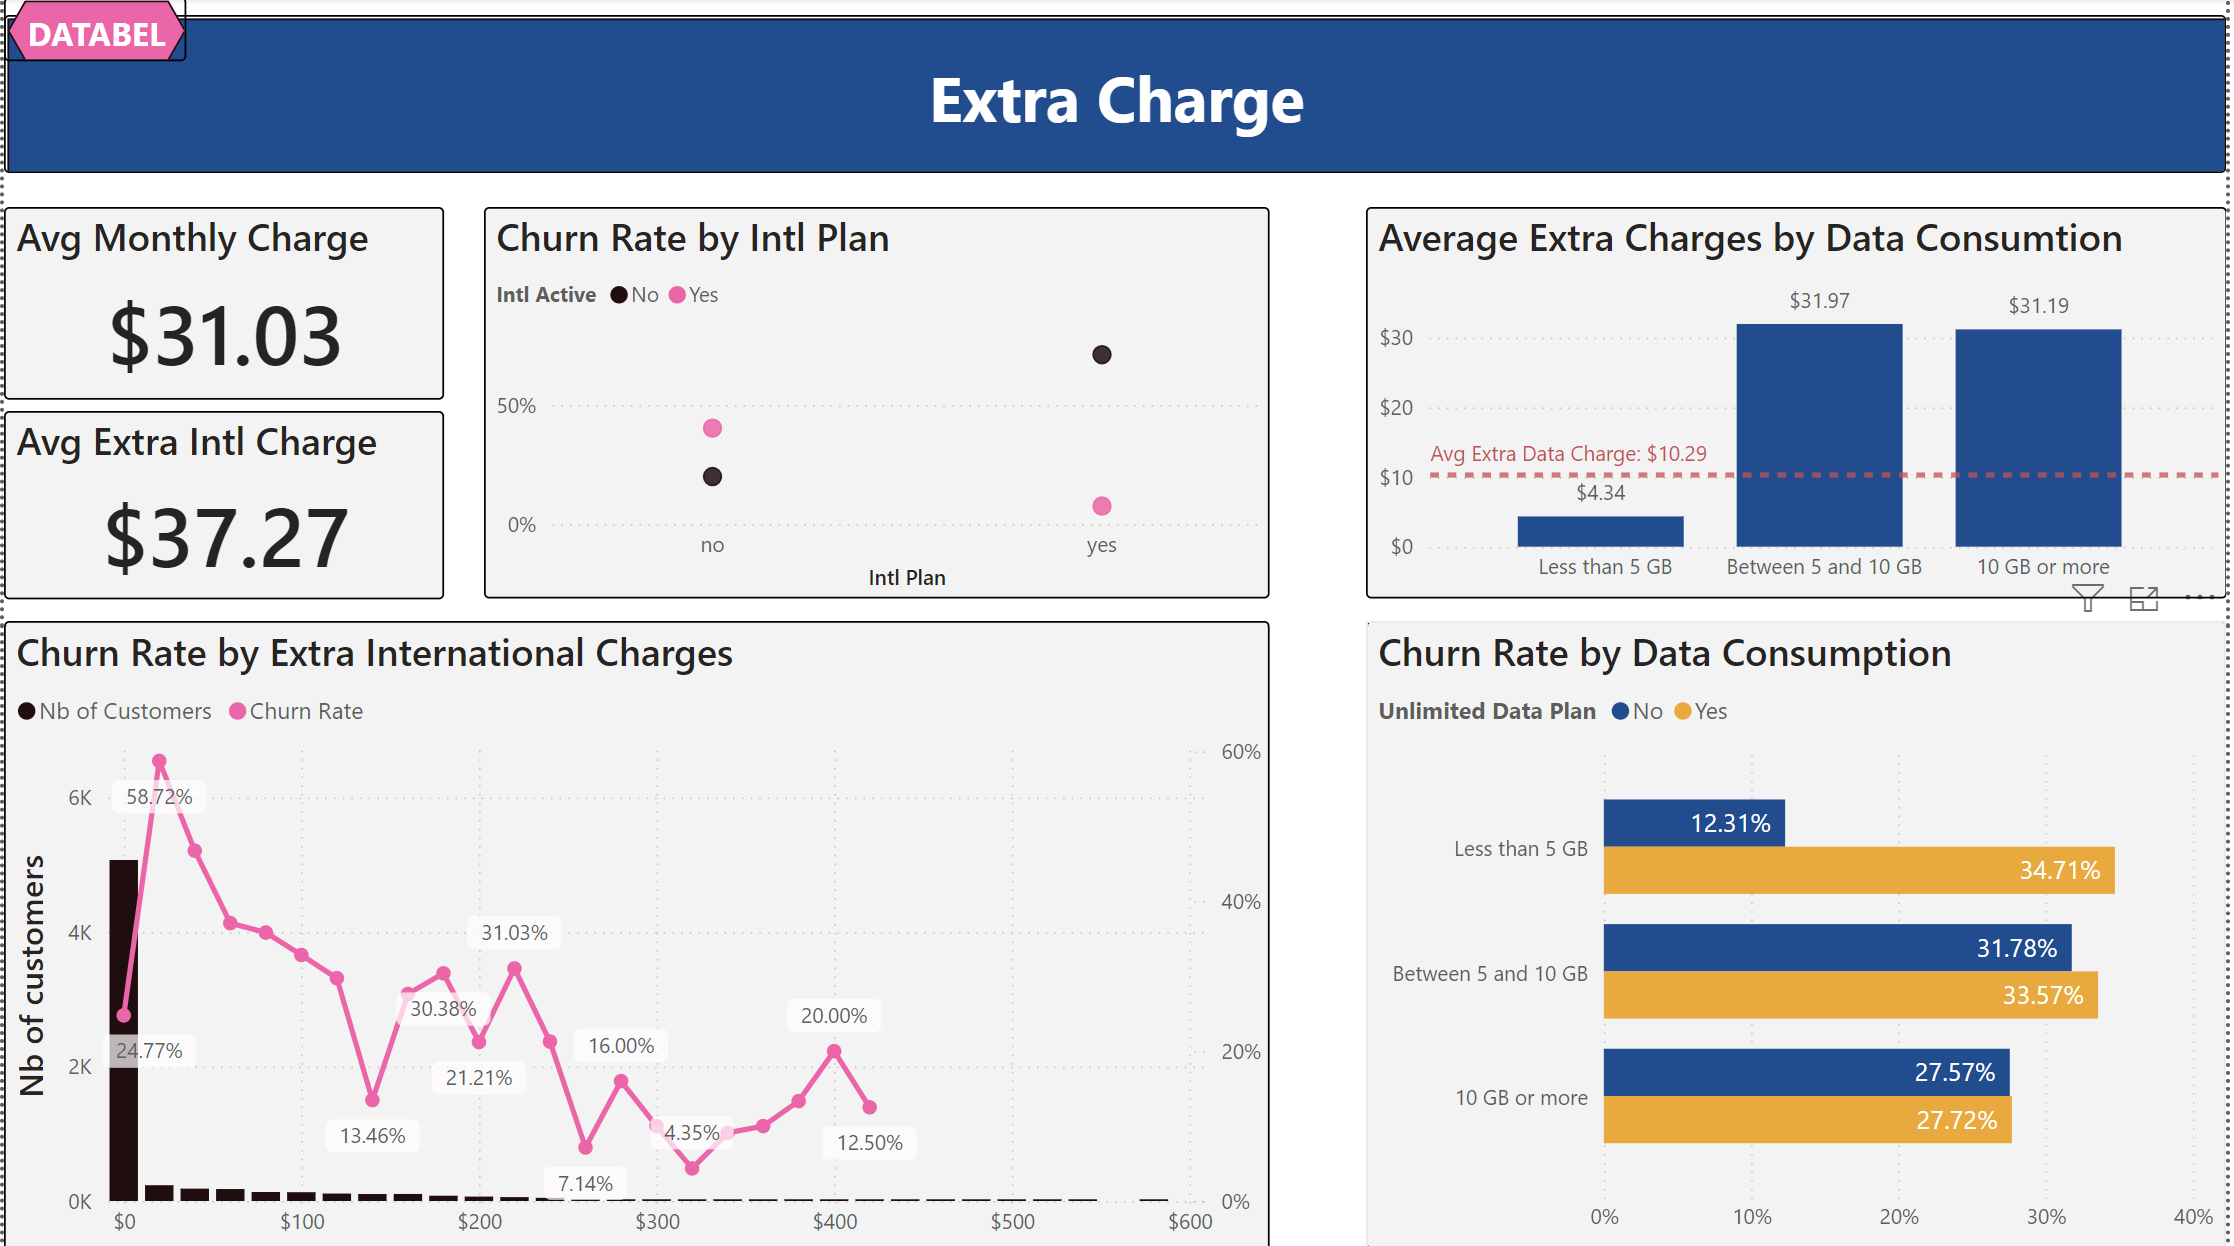 DATABEL
Extra Charge
Avg Monthly Charge
$31.03
Avg Extra Intl Charge
$37.27
Churn Rate by Intl Plan
Intl Active No Yes
50%
0%
no yes
Intl Plan
Average Extra Charges by Data Consumtion
$31.97
$31.19
$30
$20
Avg Extra Data Charge: $10.29
$10
$4.34
$0
Less than 5 GB Between 5 and 10 GB 10 GB or more
Churn Rate by Extra International Charges
Nb of Customers Churn Rate
Nb of customers
6K
4K
2K
0K
60%
40%
20%
0%
58.72%
24.77%
13.46%
30.38%
21.21%
31.03%
7.14%
16.00%
4.35%
20.00%
12.50%
$0 $100 $200 $300 $400 $500 $600
Churn Rate by Data Consumption
Unlimited Data Plan No Yes
Less than 5 GB
12.31%
34.71%
Between 5 and 10 GB
31.78%
33.57%
10 GB or more
27.57%
27.72%
0% 10% 20% 30% 40%